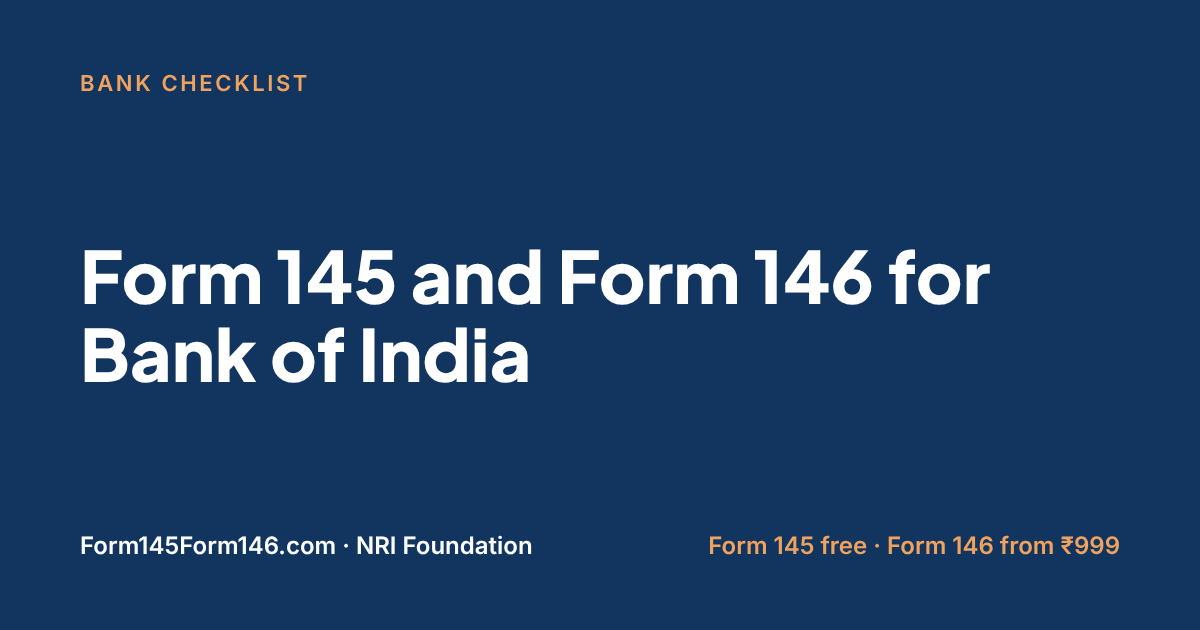 BANK CHECKLIST
Form 145 and Form 146 for
Bank of India
Form145Form146.com · NRI Foundation
Form 145 free · Form 146 from ₹999